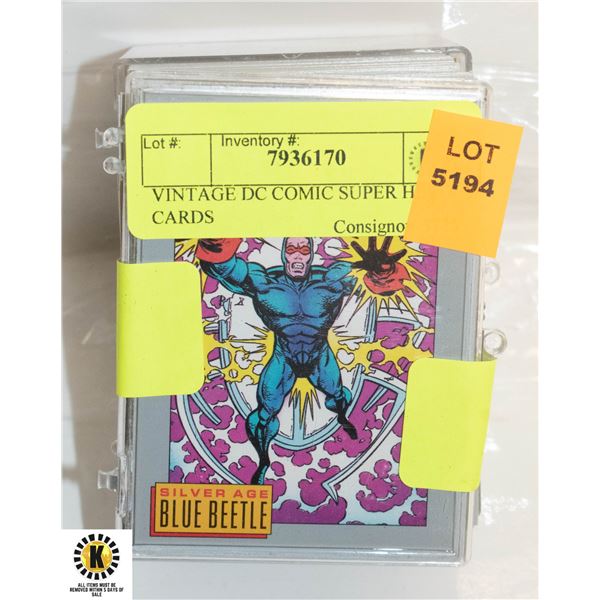 Lot #:
Inventory #:
7936170
LOT
5194
VINTAGE DC COMIC SUPER H
CARDS
Consigno
SILVER AGE
BLUE BEETLE
K
ALL ITEMS MUST BE
REMOVED WITHIN 5 DAYS OF
SALE